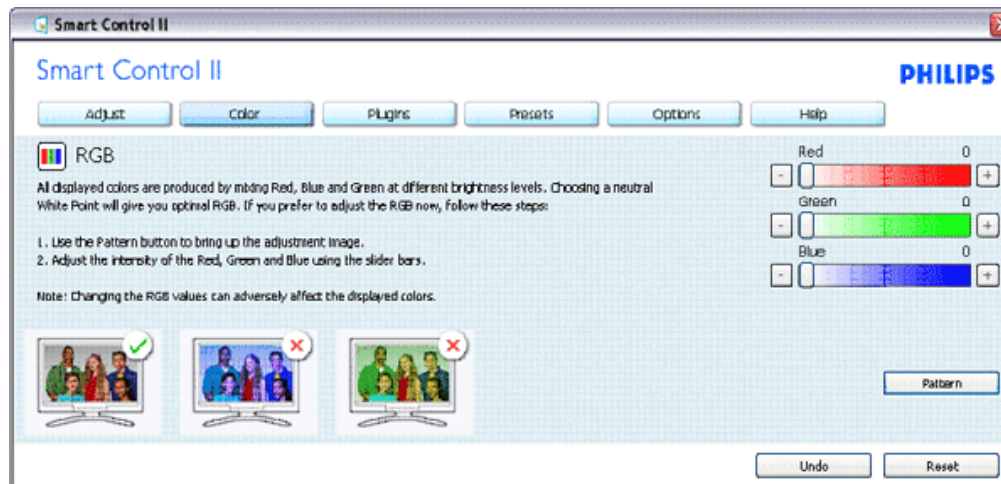 Smart Control II
Smart Control II
PHILIPS
Adjust Color Plugins Presets Options Help
RGB
All displayed colors are produced by mixing Red, Blue and Green at different brightness levels. Choosing a neutral
White Point will give you optimal RGB. If you prefer to adjust the RGB now, follow these steps:
1. Use the Pattern button to bring up the adjustment image.
2. Adjust the intensity of the Red, Green and Blue using the slider bars.
Note: Changing the RGB values can adversely affect the displayed colors.
Red 0
- +
Green 0
- +
Blue 0
- +
Pattern
Undo Reset